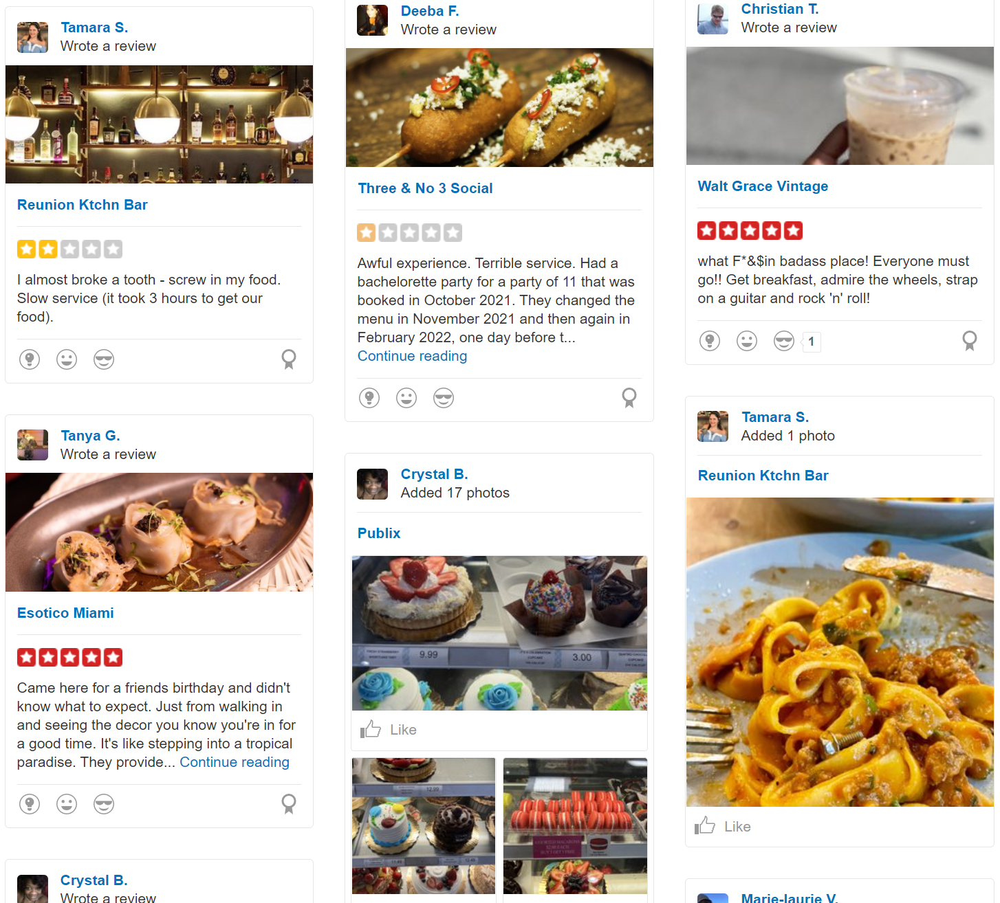 Tamara S.
Wrote a review
Reunion Ktchn Bar
I almost broke a tooth - screw in my food.
Slow service (it took 3 hours to get our
food).
Tanya G.
Wrote a review
Esotico Miami
Came here for a friends birthday and didn't
know what to expect. Just from walking in
and seeing the decor you know you're in for
a good time. It's like stepping into a tropical
paradise. They provide... Continue reading
Crystal B.
Wrote a review
Deeba F.
Wrote a review
Three & No 3 Social
Awful experience. Terrible service. Had a
bachelorette party for a party of 11 that was
booked in October 2021. They changed the
menu in November 2021 and then again in
February 2022, one day before t...
Continue reading
Crystal B.
Added 17 photos
Publix
9.99
3.00
Like
12.99
Christian T.
Wrote a review
Walt Grace Vintage
what F*&$in badass place! Everyone must
go!! Get breakfast, admire the wheels, strap
on a guitar and rock 'n' roll!
1
Tamara S.
Added 1 photo
Reunion Ktchn Bar
Like
Marie-laurie V.